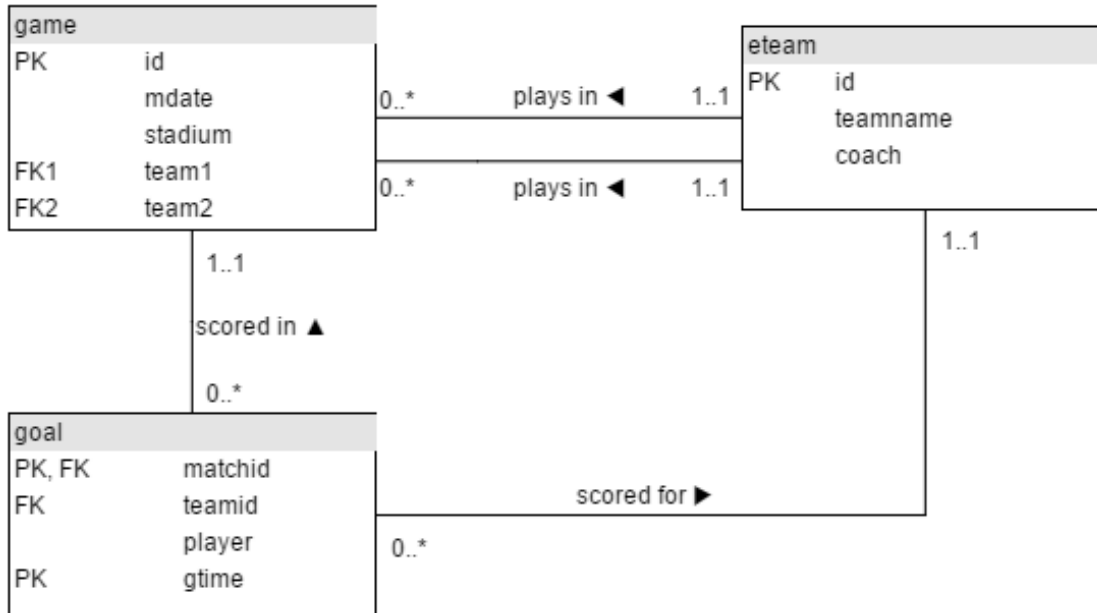 game
PK id
mdate
stadium
FK1 team1
FK2 team2
eteam
PK id
teamname
coach
0..* plays in ◀ 1..1
0..* plays in ◀ 1..1
1..1
1..1
scored in ▲
0..*
goal
PK, FK matchid
FK teamid
player
PK gtime
scored for ▶
0..*